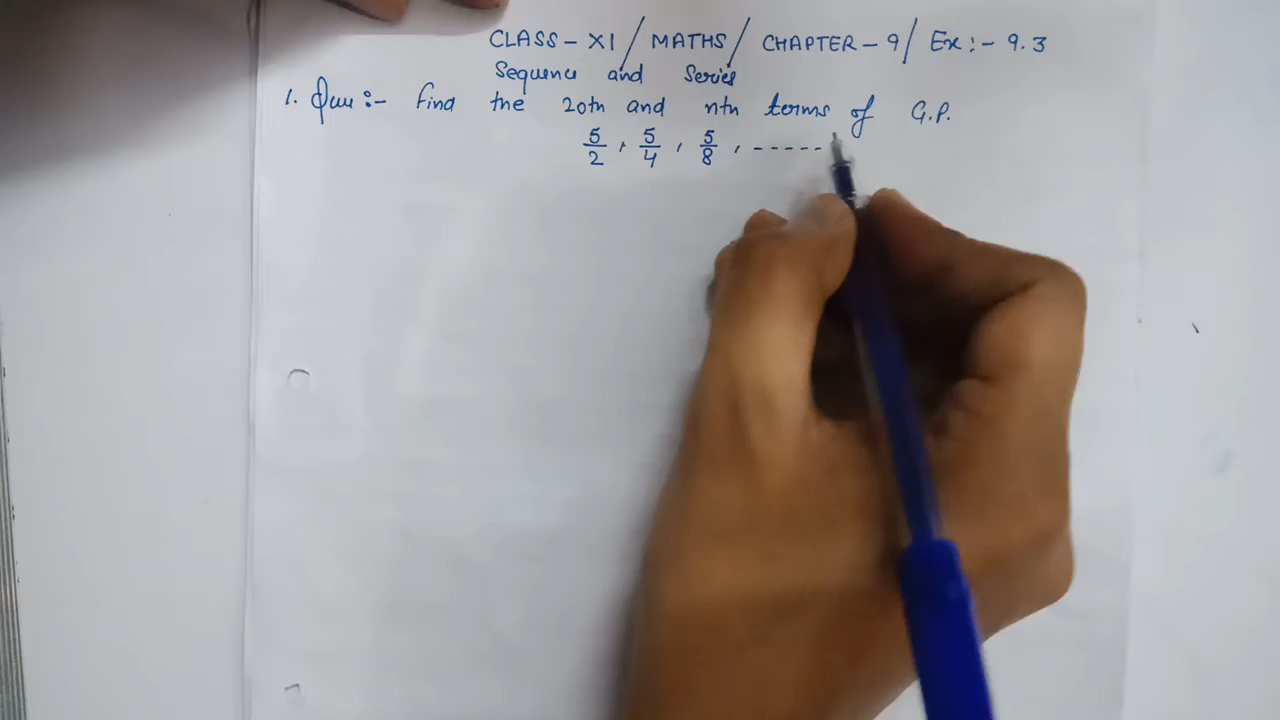 CLASS - XI / MATHS / CHAPTER - 9 / Ex :- 9.3
Sequence and Series
1. Que :- find the 20th and nth terms of G.P.
5/2 , 5/4 , 5/8 , ------